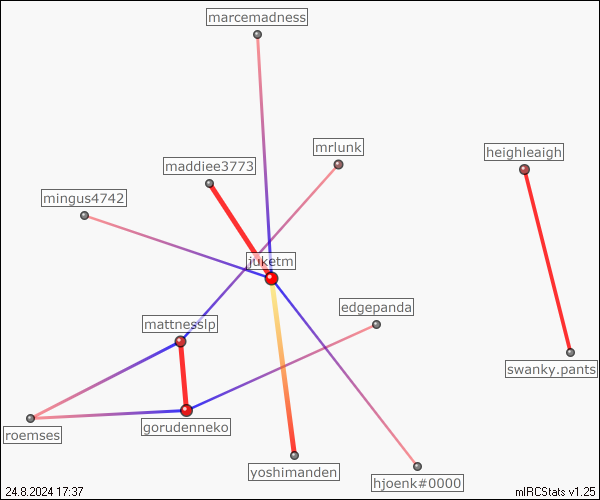 marcemadness
mrlunk
heighleaigh
maddiee3773
mingus4742
juketm
edgepanda
mattnesslp
swanky.pants
roemses
gorudenneko
yoshimanden
hjoenk#0000
24.8.2024 17:37
mIRCStats v1.25